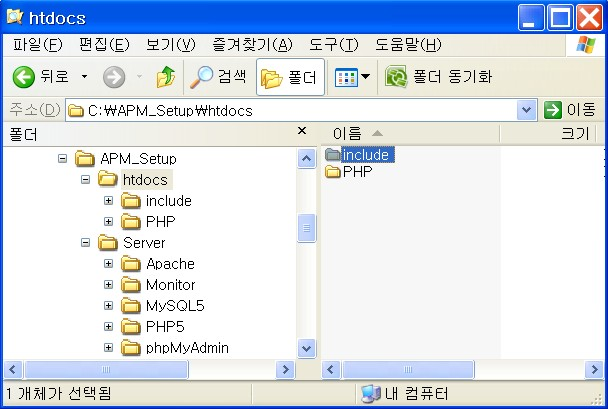 htdocs
파일(F) 편집(E) 보기(V) 즐겨찾기(A) 도구(T) 도움말(H)
뒤로 검색 폴더 폴더 동기화
주소(D) C:\APM_Setup\htdocs 이동
폴더 이름 크기
APM_Setup
htdocs
include
PHP
Server
Apache
Monitor
MySQL5
PHP5
phpMyAdmin
include
PHP
1 개체가 선택됨 내 컴퓨터